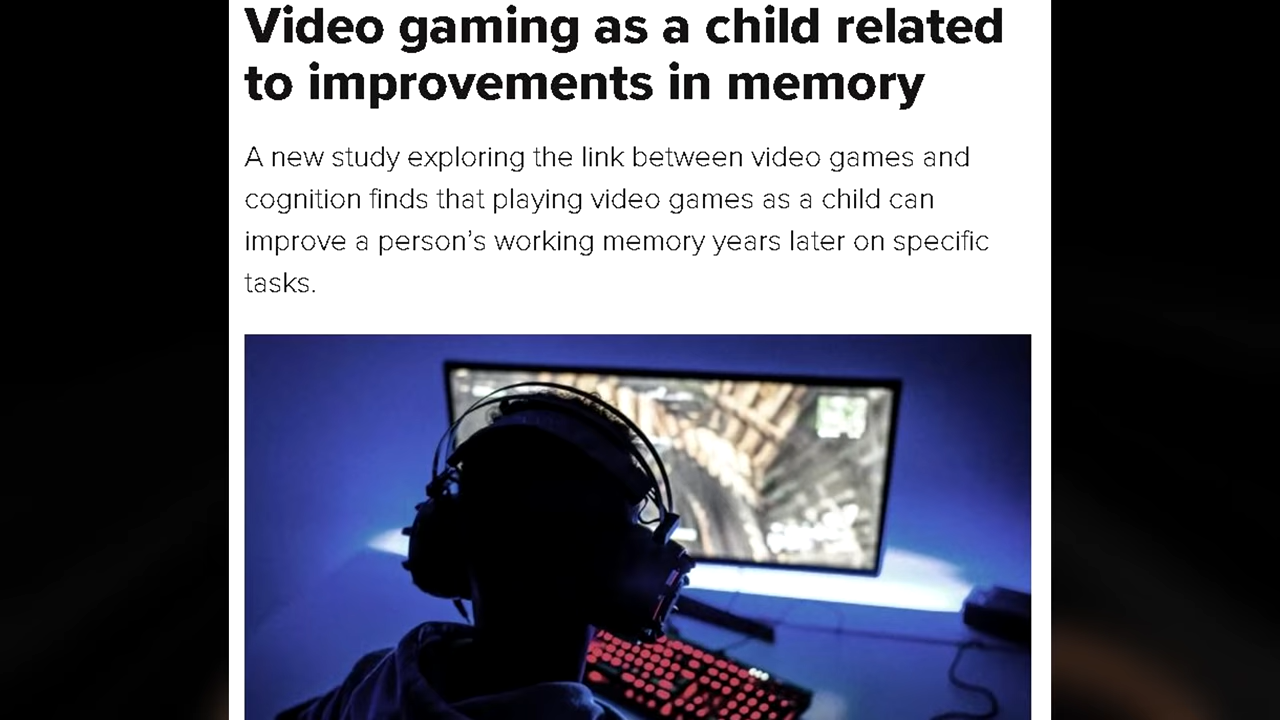 Video gaming as a child related
to improvements in memory
A new study exploring the link between video games and
cognition finds that playing video games as a child can
improve a person’s working memory years later on specific
tasks.